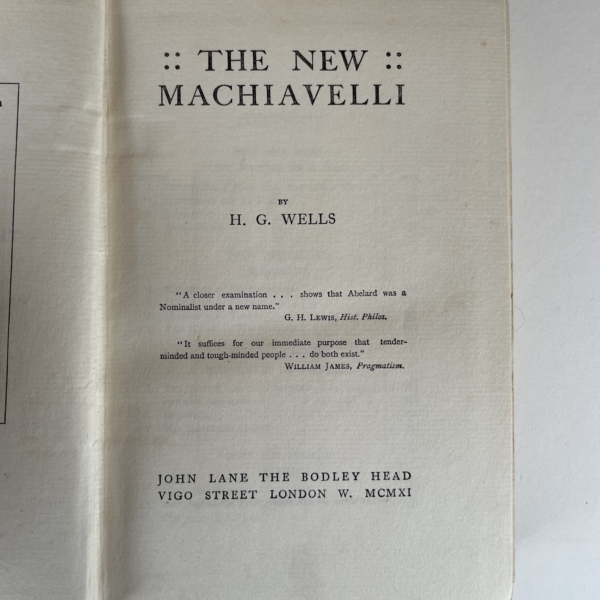 :: THE NEW ::
MACHIAVELLI
BY
H. G. WELLS
"A closer examination . . . shows that Abelard was a
Nominalist under a new name."
G. H. LEWIS, Hist. Philos.
"It suffices for our immediate purpose that tender-
minded and tough-minded people . . . do both exist."
WILLIAM JAMES, Pragmatism.
JOHN LANE THE BODLEY HEAD
VIGO STREET LONDON W. MCMXI